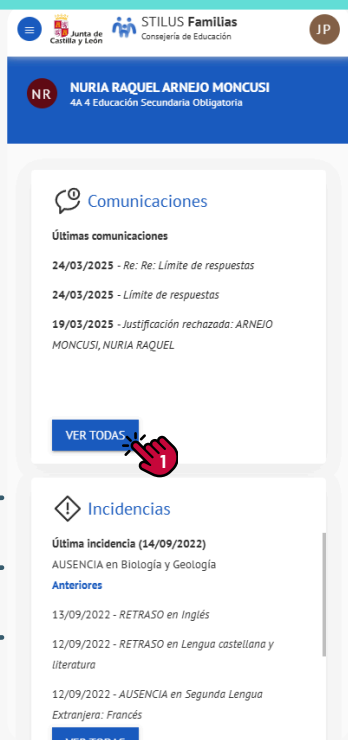 Junta de
Castilla y León
STILUS Familias
Consejería de Educación
JP
NR
NURIA RAQUEL ARNEJO MONCUSI
4A 4 Educación Secundaria Obligatoria
Comunicaciones
Últimas comunicaciones
24/03/2025 - Re: Re: Límite de respuestas
24/03/2025 - Límite de respuestas
19/03/2025 - Justificación rechazada: ARNEJO
MONCUSI, NURIA RAQUEL
VER TODAS
1
Incidencias
Última incidencia (14/09/2022)
AUSENCIA en Biología y Geología
Anteriores
13/09/2022 - RETRASO en Inglés
12/09/2022 - RETRASO en Lengua castellana y
literatura
12/09/2022 - AUSENCIA en Segunda Lengua
Extranjera: Francés
VER TODAS